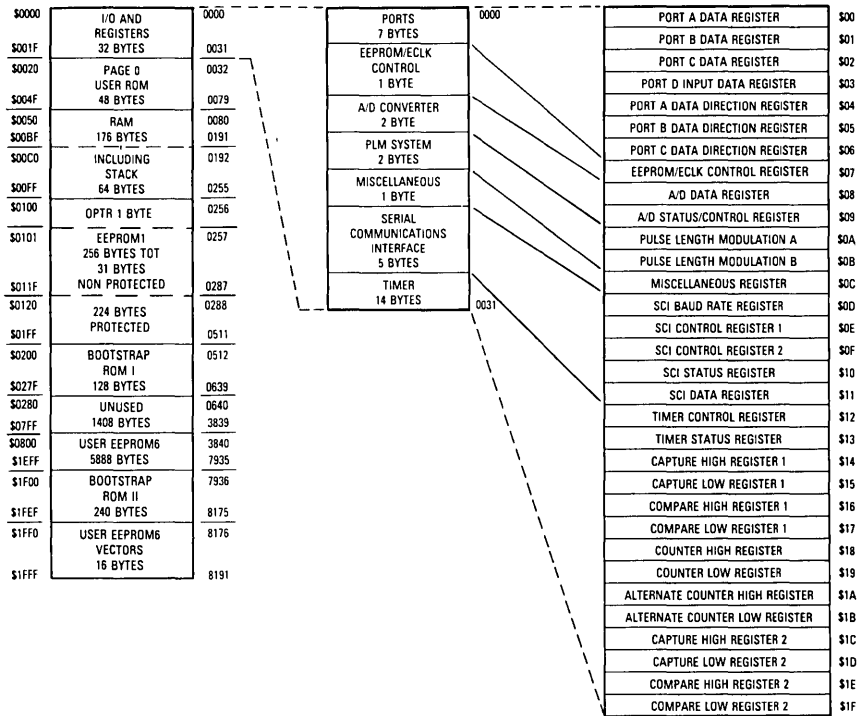 $0000
I/O AND
REGISTERS
32 BYTES
0000
$001F
0031
$0020
PAGE 0
USER ROM
48 BYTES
0032
$004F
0079
$0050
RAM
176 BYTES
0080
$00BF
0191
$00C0
INCLUDING
STACK
64 BYTES
0192
$00FF
0255
$0100
OPTR 1 BYTE
0256
$0101
EEPROM1
256 BYTES TOT
31 BYTES
NON PROTECTED
0257
$011F
0287
$0120
224 BYTES
PROTECTED
0288
$01FF
0511
$0200
BOOTSTRAP
ROM I
128 BYTES
0512
$027F
0639
$0280
UNUSED
1408 BYTES
0640
$07FF
3839
$0800
USER EEPROM6
5888 BYTES
3840
$1EFF
7935
$1F00
BOOTSTRAP
ROM II
240 BYTES
7936
$1FEF
8175
$1FF0
USER EEPROM6
VECTORS
16 BYTES
8176
$1FFF
8191
PORTS
7 BYTES
0000
EEPROM/ECLK
CONTROL
1 BYTE
A/D CONVERTER
2 BYTE
PLM SYSTEM
2 BYTES
MISCELLANEOUS
1 BYTE
SERIAL
COMMUNICATIONS
INTERFACE
5 BYTES
TIMER
14 BYTES
0031
PORT A DATA REGISTER $00
PORT B DATA REGISTER $01
PORT C DATA REGISTER $02
PORT D INPUT DATA REGISTER $03
PORT A DATA DIRECTION REGISTER $04
PORT B DATA DIRECTION REGISTER $05
PORT C DATA DIRECTION REGISTER $06
EEPROM/ECLK CONTROL REGISTER $07
A/D DATA REGISTER $08
A/D STATUS/CONTROL REGISTER $09
PULSE LENGTH MODULATION A $0A
PULSE LENGTH MODULATION B $0B
MISCELLANEOUS REGISTER $0C
SCI BAUD RATE REGISTER $0D
SCI CONTROL REGISTER 1 $0E
SCI CONTROL REGISTER 2 $0F
SCI STATUS REGISTER $10
SCI DATA REGISTER $11
TIMER CONTROL REGISTER $12
TIMER STATUS REGISTER $13
CAPTURE HIGH REGISTER 1 $14
CAPTURE LOW REGISTER 1 $15
COMPARE HIGH REGISTER 1 $16
COMPARE LOW REGISTER 1 $17
COUNTER HIGH REGISTER $18
COUNTER LOW REGISTER $19
ALTERNATE COUNTER HIGH REGISTER $1A
ALTERNATE COUNTER LOW REGISTER $1B
CAPTURE HIGH REGISTER 2 $1C
CAPTURE LOW REGISTER 2 $1D
COMPARE HIGH REGISTER 2 $1E
COMPARE LOW REGISTER 2 $1F